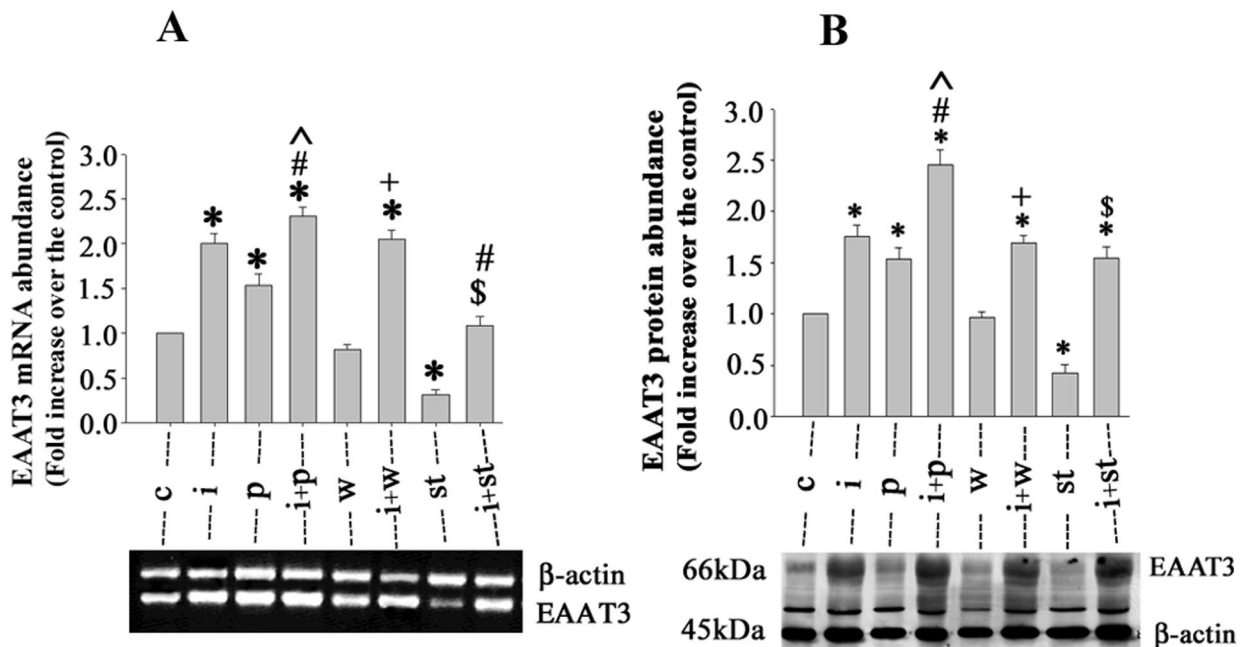 A
EAAT3 mRNA abundance
(Fold increase over the control)
3.0
2.5
2.0
1.5
1.0
0.5
0.0
*
*
^
#
*
+
*
*
#
$
c
i
p
i+p
w
i+w
st
i+st
β-actin
EAAT3
B
EAAT3 protein abundance
(Fold increase over the control)
3.0
2.5
2.0
1.5
1.0
0.5
0.0
*
*
^
#
*
+
*
*
$
*
c
i
p
i+p
w
i+w
st
i+st
66kDa
EAAT3
45kDa
β-actin